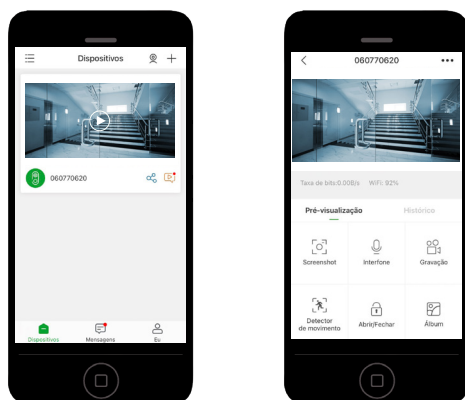 Dispositivos
060770620
Dispositivos
Mensagens
Eu
060770620
Taxa de bits:0.00B/s WiFi: 92%
Pré-visualização
Histórico
Screenshot
Interfone
Gravação
Detector
de movimento
Abrir/Fechar
Álbum